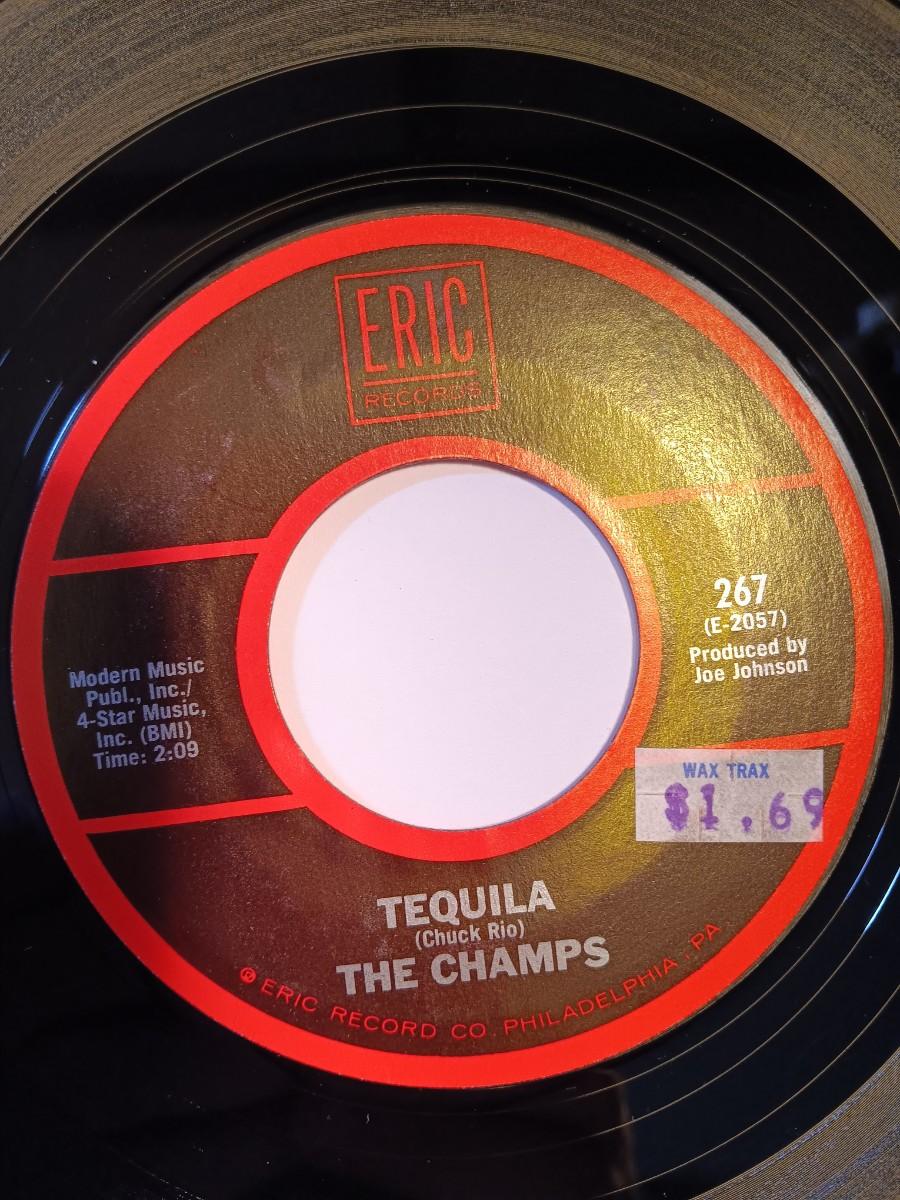 ERIC
RECORDS
267
(E-2057)
Produced by
Joe Johnson
Modern Music
Publ., Inc./
4-Star Music,
Inc. (BMI)
Time: 2:09
WAX TRAX
$1.69
TEQUILA
(Chuck Rio)
THE CHAMPS
® ERIC RECORD CO. PHILADELPHIA, PA